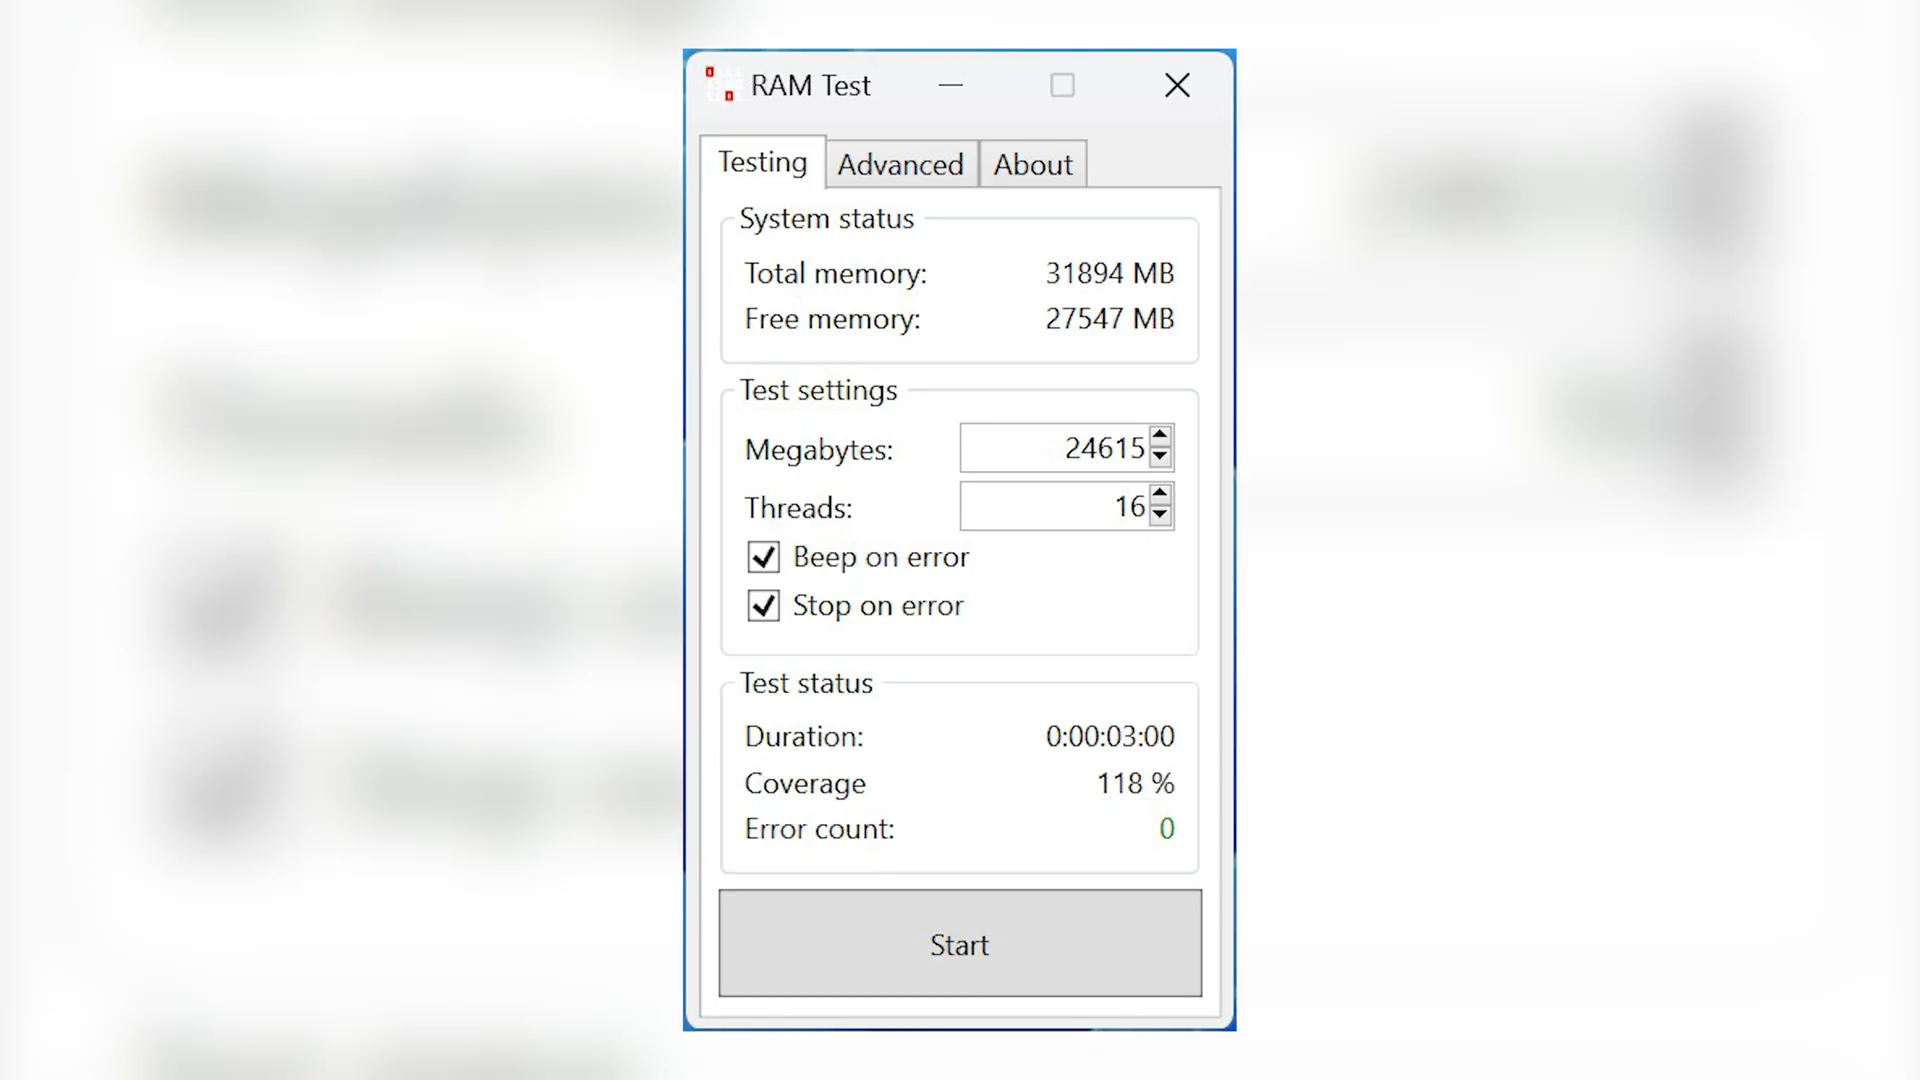 RAM Test
Testing Advanced About
System status
Total memory: 31894 MB
Free memory: 27547 MB
Test settings
Megabytes: 24615
Threads: 16
Beep on error
Stop on error
Test status
Duration: 0:00:03:00
Coverage 118 %
Error count: 0
Start